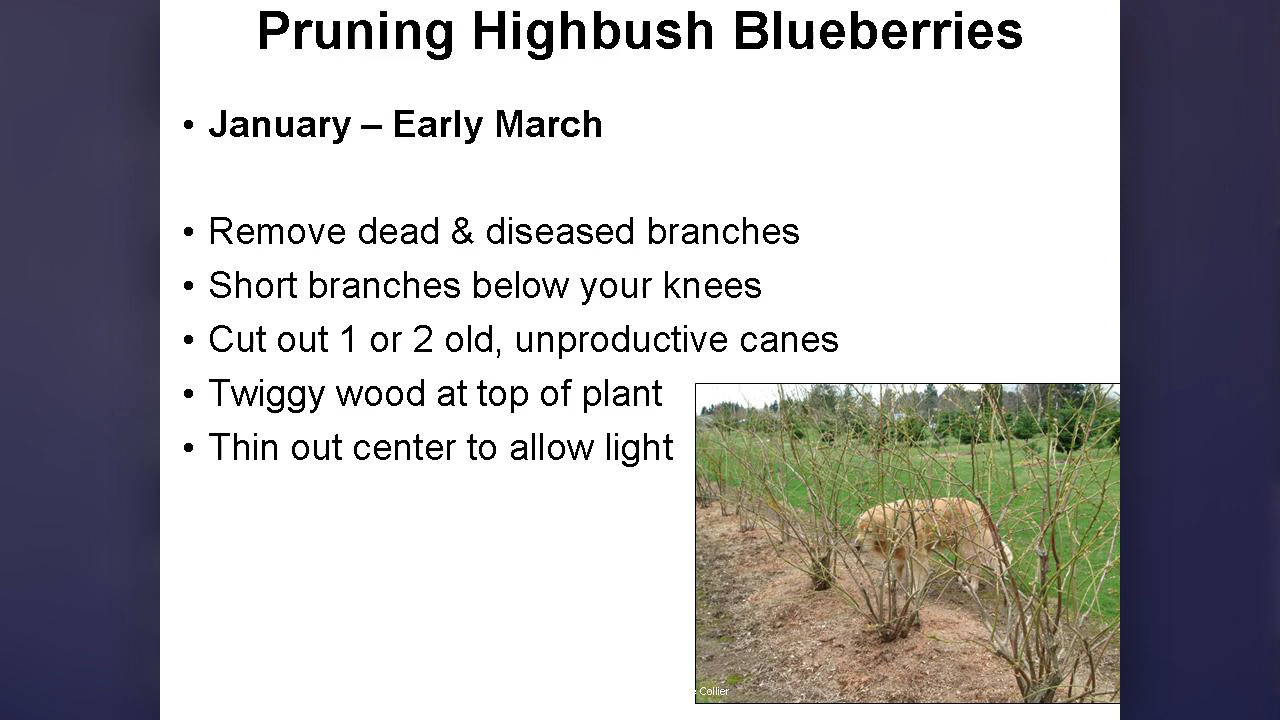 Pruning Highbush Blueberries
• January – Early March
• Remove dead & diseased branches
• Short branches below your knees
• Cut out 1 or 2 old, unproductive canes
• Twiggy wood at top of plant
• Thin out center to allow light
Collier